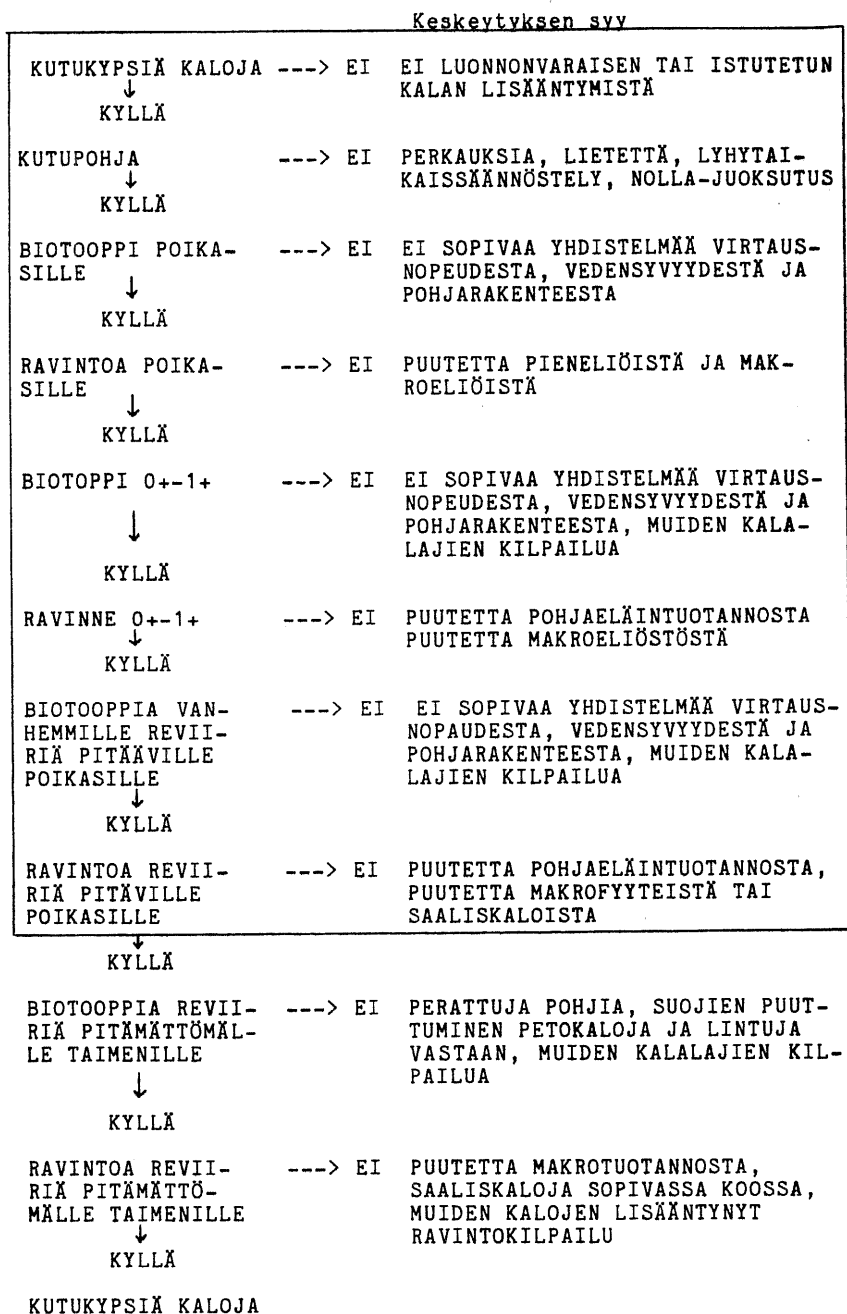 Keskeytyksen syy
KUTUKYPSIÄ KALOJA ---> EI EI LUONNONVARAISEN TAI ISTUTETUN
↓ KALAN LISÄÄNTYMISTÄ
KYLLÄ
KUTUPOHJA ---> EI PERKAUKSIA, LIETETTÄ, LYHYTAI-
↓ KAISSÄÄNNÖSTELY, NOLLA-JUOKSUTUS
KYLLÄ
BIOTOOPPI POIKA- ---> EI EI SOPIVAA YHDISTELMÄÄ VIRTAUS-
SILLE NOPEUDESTA, VEDENSYVYYDESTÄ JA
↓ POHJARAKENTEESTA
KYLLÄ
RAVINTOA POIKA- ---> EI PUUTETTA PIENELIÖISTÄ JA MAK-
SILLE ROELIÖISTÄ
↓
KYLLÄ
BIOTOPPI 0+-1+ ---> EI EI SOPIVAA YHDISTELMÄÄ VIRTAUS-
NOPEUDESTA, VEDENSYVYYDESTÄ JA
↓ POHJARAKENTEESTA, MUIDEN KALA-
LAJIEN KILPAILUA
KYLLÄ
RAVINNE 0+-1+ ---> EI PUUTETTA POHJAELÄINTUOTANNOSTA
↓ PUUTETTA MAKROELIÖSTÖSTÄ
KYLLÄ
BIOTOOPPIA VAN- ---> EI EI SOPIVAA YHDISTELMÄÄ VIRTAUS-
HEMMILLE REVII- NOPAUDESTA, VEDENSYVYYDESTÄ JA
RIÄ PITÄÄVILLE POHJARAKENTEESTA, MUIDEN KALA-
POIKASILLE LAJIEN KILPAILUA
↓
KYLLÄ
RAVINTOA REVII- ---> EI PUUTETTA POHJAELÄINTUOTANNOSTA,
RIÄ PITÄVILLE PUUTETTA MAKROFYYTEISTÄ TAI
POIKASILLE SAALISKALOISTA
↓
KYLLÄ
BIOTOOPPIA REVII- ---> EI PERATTUJA POHJIA, SUOJIEN PUUT-
RIÄ PITÄMÄTTÖMÄL- TUMINEN PETOKALOJA JA LINTUJA
LE TAIMENILLE VASTAAN, MUIDEN KALALAJIEN KIL-
↓ PAILUA
KYLLÄ
RAVINTOA REVII- ---> EI PUUTETTA MAKROTUOTANNOSTA,
RIÄ PITÄMÄTTÖ- SAALISKALOJA SOPIVASSA KOOSSA,
MÄLLE TAIMENILLE MUIDEN KALOJEN LISÄÄNTYNYT
↓ RAVINTOKILPAILU
KYLLÄ
KUTUKYPSIÄ KALOJA